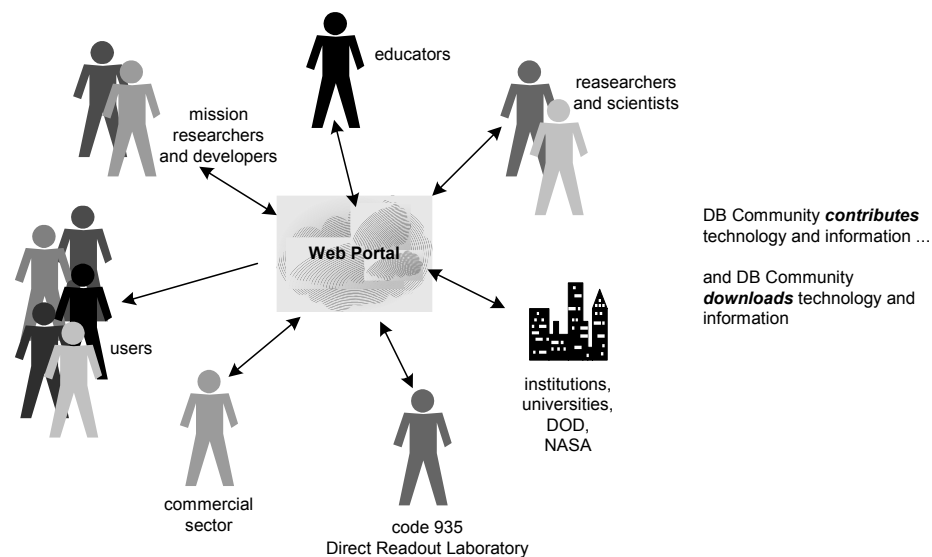 educators
reasearchers
and scientists
mission
researchers
and developers
Web Portal
DB Community contributes
technology and information ...
and DB Community
downloads technology and
information
users
institutions,
universities,
DOD,
NASA
commercial
sector
code 935
Direct Readout Laboratory